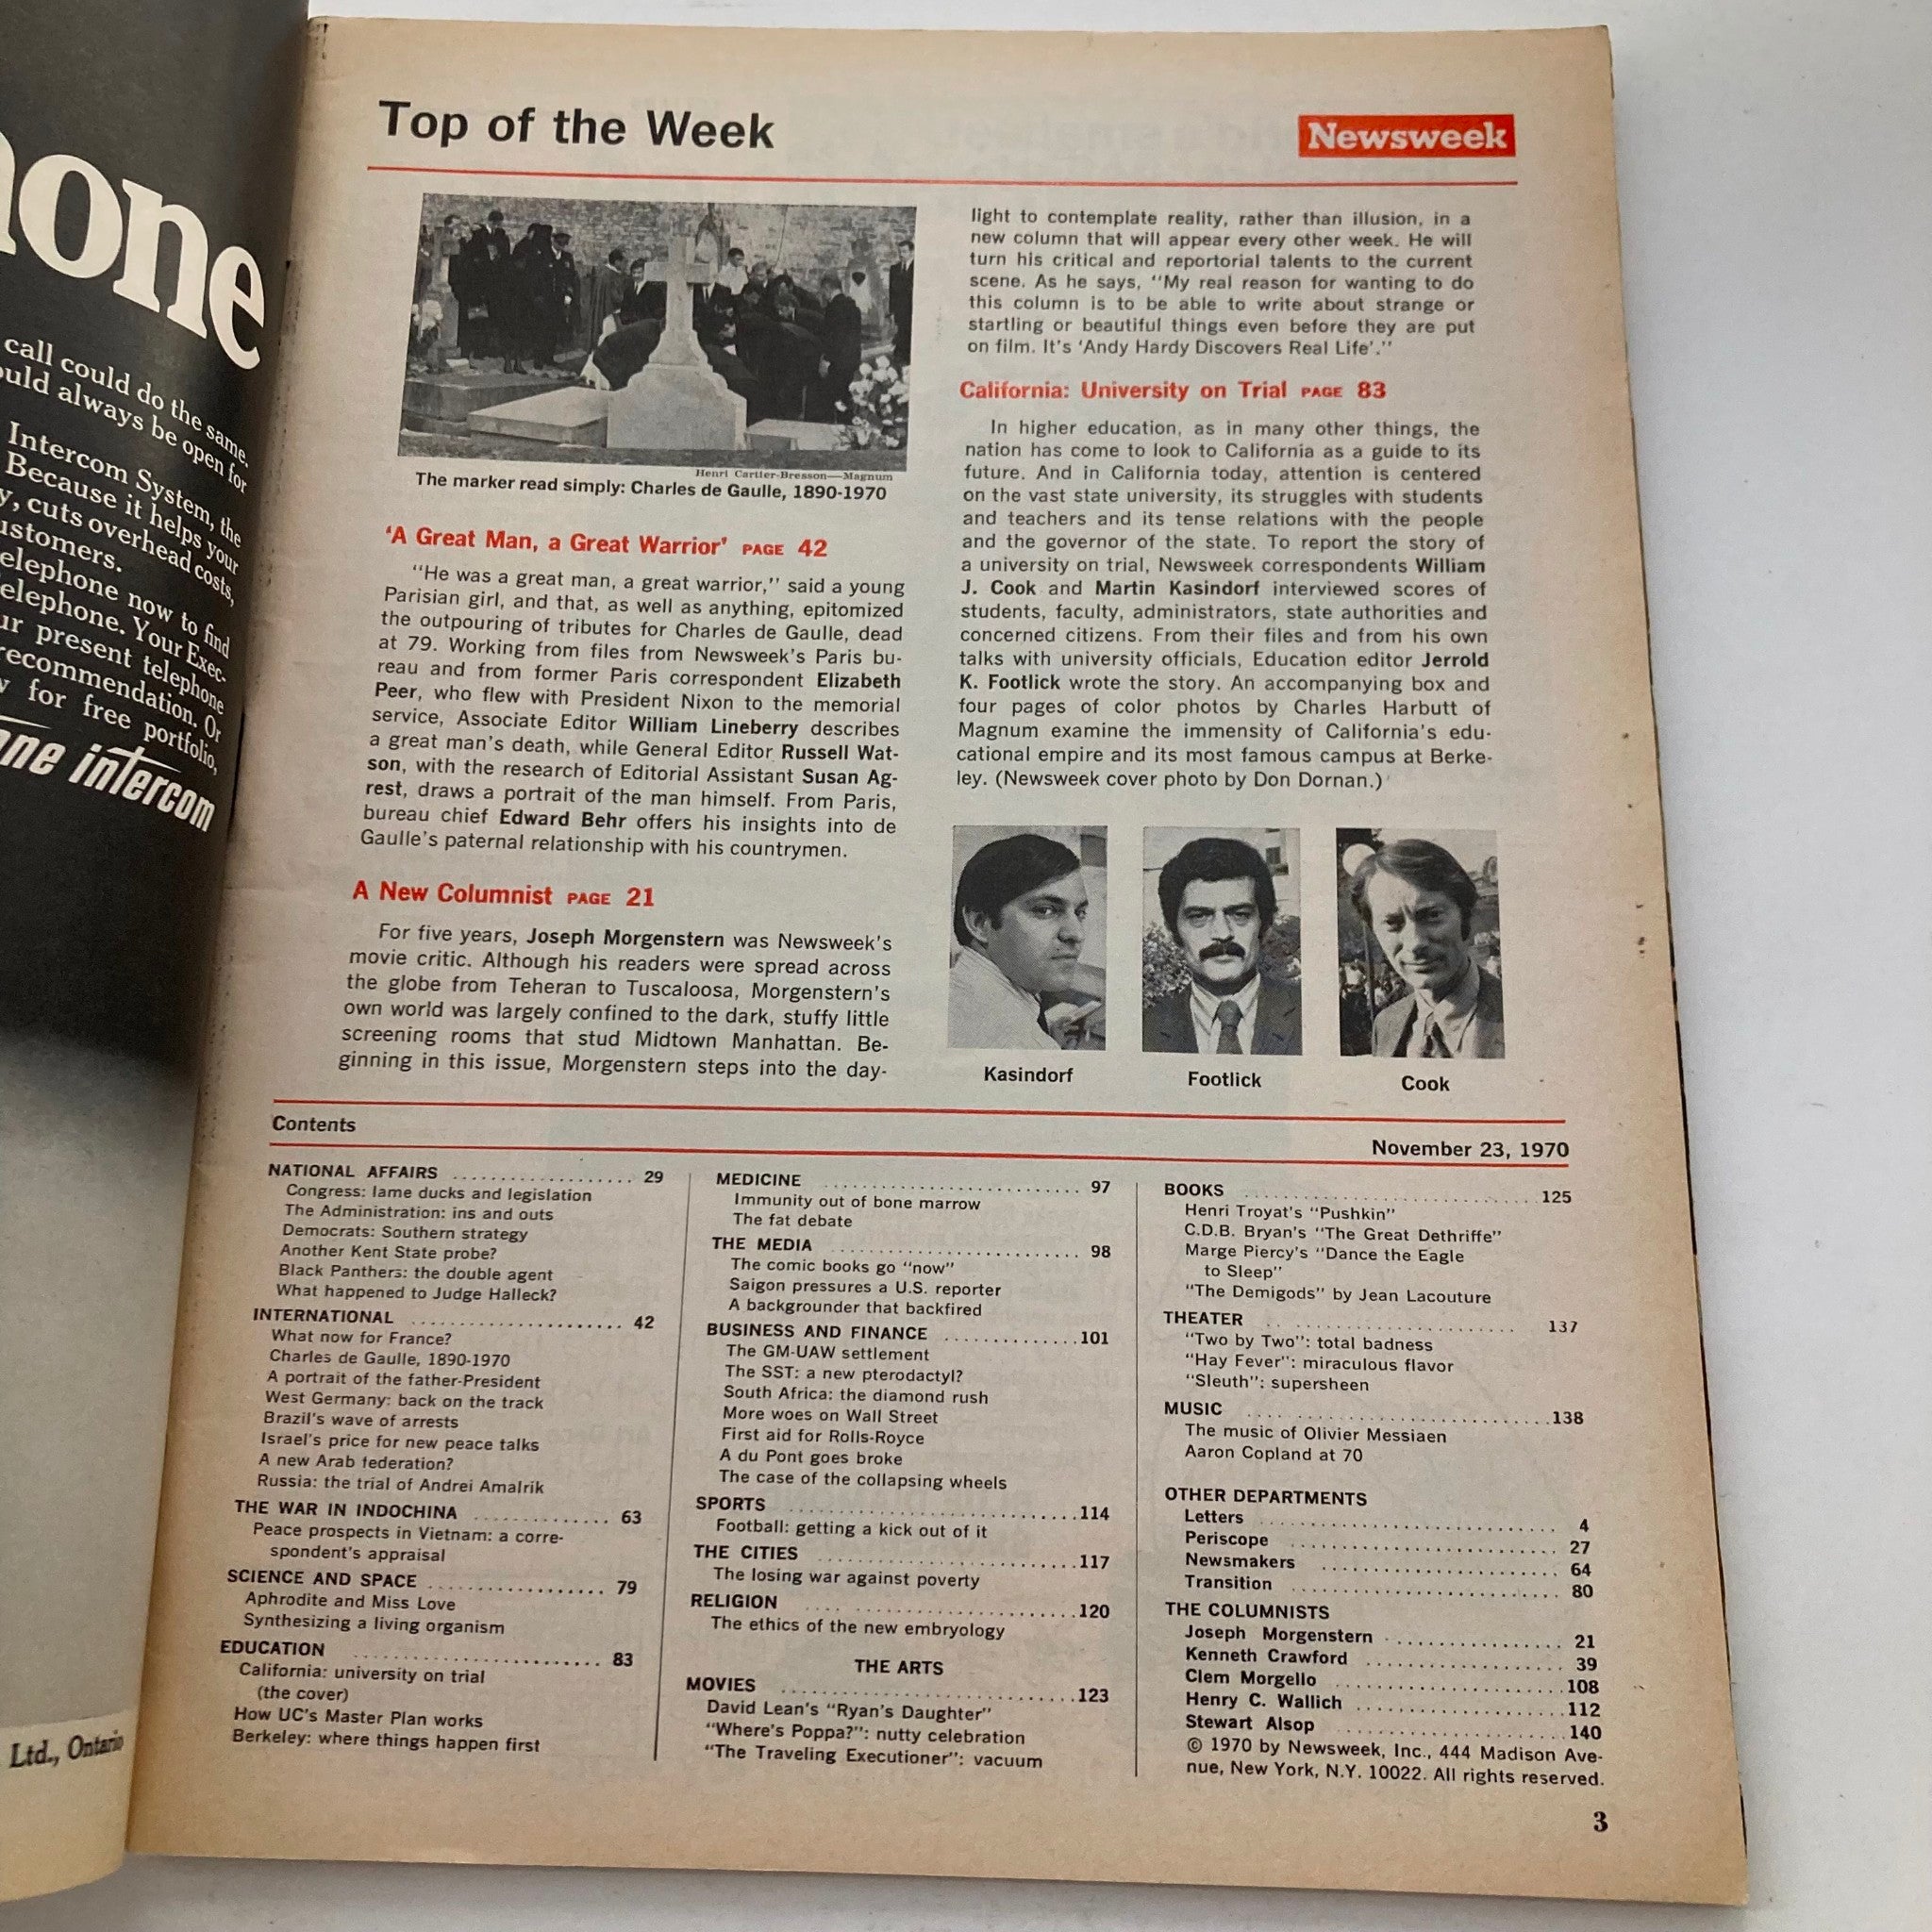 one
call could do the same.
ould always be open for
Intercom System, the
Because it helps your
y, cuts overhead costs,
ustomers.
elephone now to find
elephone. Your Exec-
ur present telephone
recommendation. Or
for free portfolio,
one intercom
Ltd., Ontario
Top of the Week
Newsweek
Henri Cartier-Bresson—Magnum
The marker read simply: Charles de Gaulle, 1890-1970
'A Great Man, a Great Warrior' PAGE 42
"He was a great man, a great warrior," said a young
Parisian girl, and that, as well as anything, epitomized
the outpouring of tributes for Charles de Gaulle, dead
at 79. Working from files from Newsweek's Paris bu-
reau and from former Paris correspondent Elizabeth
Peer, who flew with President Nixon to the memorial
service, Associate Editor William Lineberry describes
a great man's death, while General Editor Russell Wat-
son, with the research of Editorial Assistant Susan Ag-
rest, draws a portrait of the man himself. From Paris,
bureau chief Edward Behr offers his insights into de
Gaulle's paternal relationship with his countrymen.
A New Columnist PAGE 21
For five years, Joseph Morgenstern was Newsweek's
movie critic. Although his readers were spread across
the globe from Teheran to Tuscaloosa, Morgenstern's
own world was largely confined to the dark, stuffy little
screening rooms that stud Midtown Manhattan. Be-
ginning in this issue, Morgenstern steps into the day-
light to contemplate reality, rather than illusion, in a
new column that will appear every other week. He will
turn his critical and reportorial talents to the current
scene. As he says, "My real reason for wanting to do
this column is to be able to write about strange or
startling or beautiful things even before they are put
on film. It's 'Andy Hardy Discovers Real Life'."
California: University on Trial PAGE 83
In higher education, as in many other things, the
nation has come to look to California as a guide to its
future. And in California today, attention is centered
on the vast state university, its struggles with students
and teachers and its tense relations with the people
and the governor of the state. To report the story of
a university on trial, Newsweek correspondents William
J. Cook and Martin Kasindorf interviewed scores of
students, faculty, administrators, state authorities and
concerned citizens. From their files and from his own
talks with university officials, Education editor Jerrold
K. Footlick wrote the story. An accompanying box and
four pages of color photos by Charles Harbutt of
Magnum examine the immensity of California's edu-
cational empire and its most famous campus at Berke-
ley. (Newsweek cover photo by Don Dornan.)
Kasindorf
Footlick
Cook
Contents
November 23, 1970
NATIONAL AFFAIRS .................. 29
Congress: lame ducks and legislation
The Administration: ins and outs
Democrats: Southern strategy
Another Kent State probe?
Black Panthers: the double agent
What happened to Judge Halleck?
INTERNATIONAL ..................... 42
What now for France?
Charles de Gaulle, 1890-1970
A portrait of the father-President
West Germany: back on the track
Brazil's wave of arrests
Israel's price for new peace talks
A new Arab federation?
Russia: the trial of Andrei Amalrik
THE WAR IN INDOCHINA ............. 63
Peace prospects in Vietnam: a corre-
spondent's appraisal
SCIENCE AND SPACE .................. 79
Aphrodite and Miss Love
Synthesizing a living organism
EDUCATION ......................... 83
California: university on trial
(the cover)
How UC's Master Plan works
Berkeley: where things happen first
MEDICINE .......................... 97
Immunity out of bone marrow
The fat debate
THE MEDIA ......................... 98
The comic books go "now"
Saigon pressures a U.S. reporter
A backgrounder that backfired
BUSINESS AND FINANCE .............101
The GM-UAW settlement
The SST: a new pterodactyl?
South Africa: the diamond rush
More woes on Wall Street
First aid for Rolls-Royce
A du Pont goes broke
The case of the collapsing wheels
SPORTS ............................114
Football: getting a kick out of it
THE CITIES .........................117
The losing war against poverty
RELIGION ..........................120
The ethics of the new embryology
THE ARTS
MOVIES ............................123
David Lean's "Ryan's Daughter"
"Where's Poppa?": nutty celebration
"The Traveling Executioner": vacuum
BOOKS .............................125
Henri Troyat's "Pushkin"
C.D.B. Bryan's "The Great Dethriffe"
Marge Piercy's "Dance the Eagle
to Sleep"
"The Demigods" by Jean Lacouture
THEATER .......................... 137
"Two by Two": total badness
"Hay Fever": miraculous flavor
"Sleuth": supersheen
MUSIC .............................138
The music of Olivier Messiaen
Aaron Copland at 70
OTHER DEPARTMENTS
Letters ............................. 4
Periscope .......................... 27
Newsmakers ........................ 64
Transition .......................... 80
THE COLUMNISTS
Joseph Morgenstern ................ 21
Kenneth Crawford ................... 39
Clem Morgello .....................108
Henry C. Wallich ..................112
Stewart Alsop .....................140
© 1970 by Newsweek, Inc., 444 Madison Ave-
nue, New York, N.Y. 10022. All rights reserved.
3